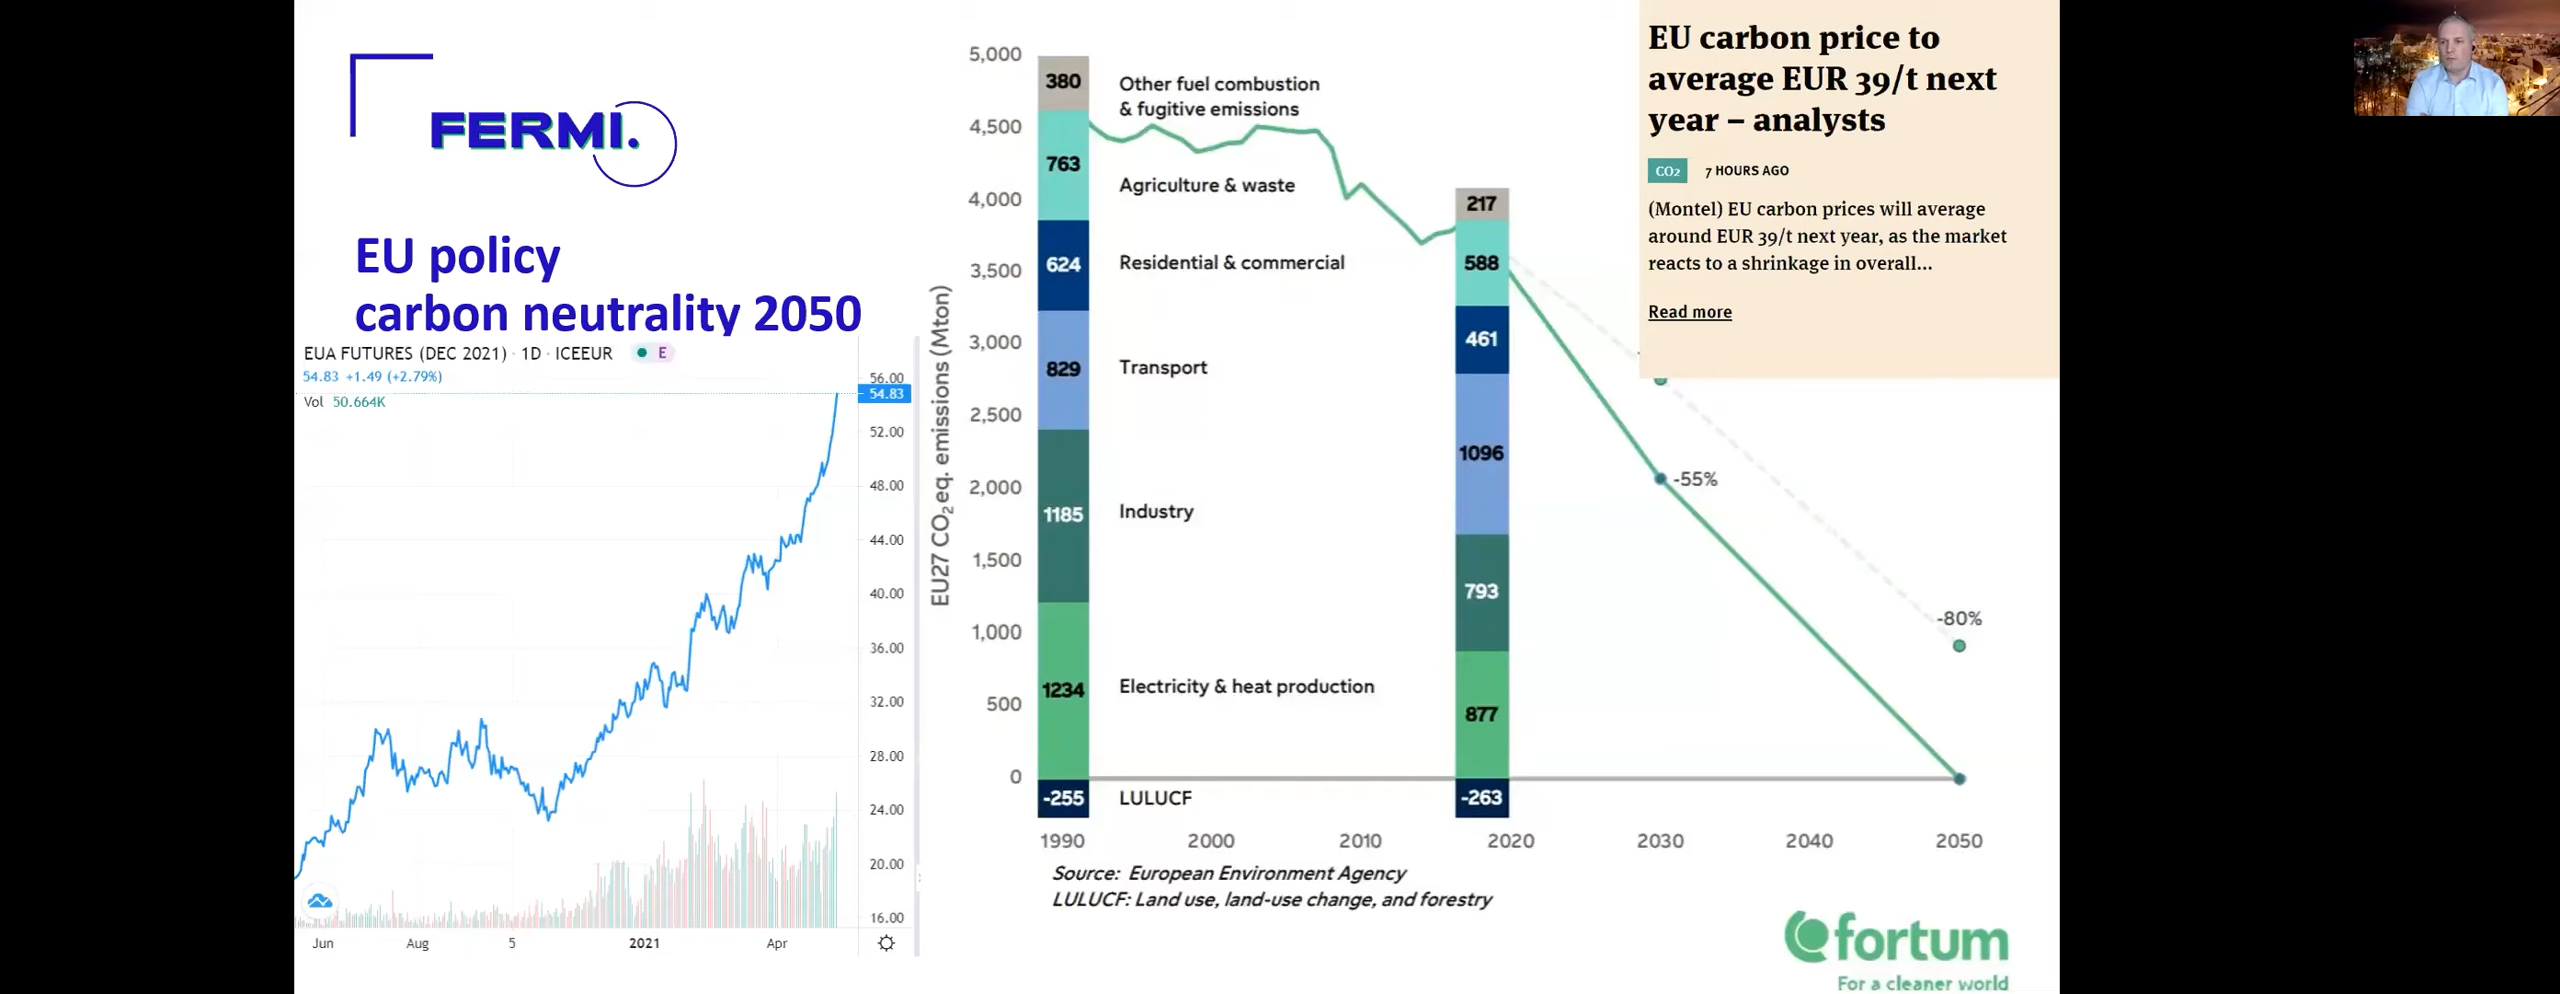 FERMI.
EU policy
carbon neutrality 2050
EUA FUTURES (DEC 2021) · 1D · ICEEUR E
54.83 +1.49 (+2.79%)
Vol 50.664K
56.00
54.83
52.00
48.00
44.00
40.00
36.00
32.00
28.00
24.00
20.00
16.00
Jun Aug 5 2021 Apr
EU27 CO₂eq. emissions (Mton)
5,000
4,500
4,000
3,500
3,000
2,500
2,000
1,500
1,000
500
0
380
763
624
829
1185
1234
-255
Other fuel combustion
& fugitive emissions
Agriculture & waste
Residential & commercial
Transport
Industry
Electricity & heat production
LULUCF
217
588
461
1096
793
877
-263
-55%
-80%
1990 2000 2010 2020 2030 2040 2050
Source: European Environment Agency
LULUCF: Land use, land-use change, and forestry
EU carbon price to
average EUR 39/t next
year – analysts
CO2 7 HOURS AGO
(Montel) EU carbon prices will average
around EUR 39/t next year, as the market
reacts to a shrinkage in overall...
Read more
fortum
For a cleaner world